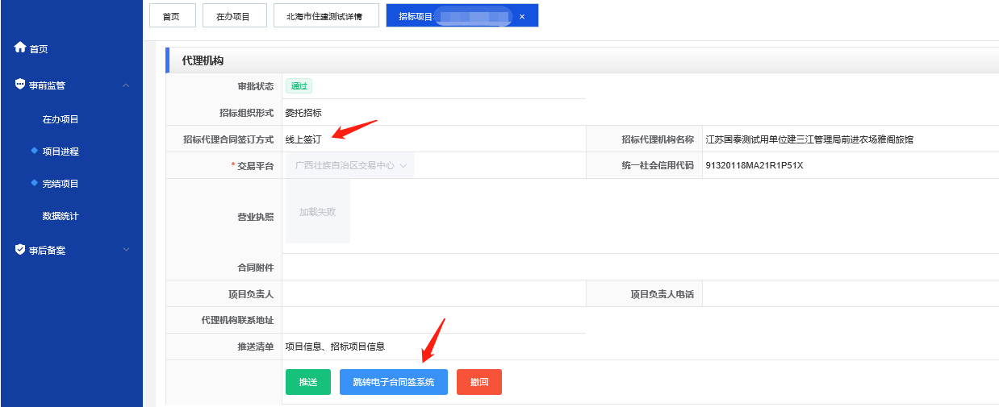 首页
在办项目
北海市住建测试详情
招标项目:
×
首页
事前监管
在办项目
项目进程
完结项目
数据统计
事后备案
代理机构
审批状态
通过
招标组织形式
委托招标
招标代理合同签订方式
线上签订
招标代理机构名称
江苏国泰测试用单位建三江管理局前进农场雅阁旅馆
* 交易平台
广西壮族自治区交易中心
统一社会信用代码
91320118MA21R1P51X
营业执照
加载失败
合同附件
项目负责人
项目负责人电话
代理机构联系地址
推送清单
项目信息、招标项目信息
推送
跳转电子合同签系统
撤回